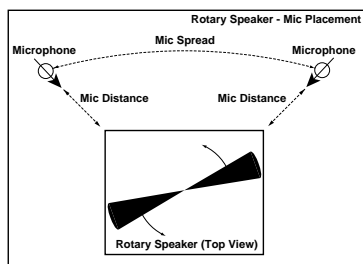 Rotary Speaker - Mic Placement
Microphone
Mic Spread
Microphone
Mic Distance
Mic Distance
Rotary Speaker (Top View)